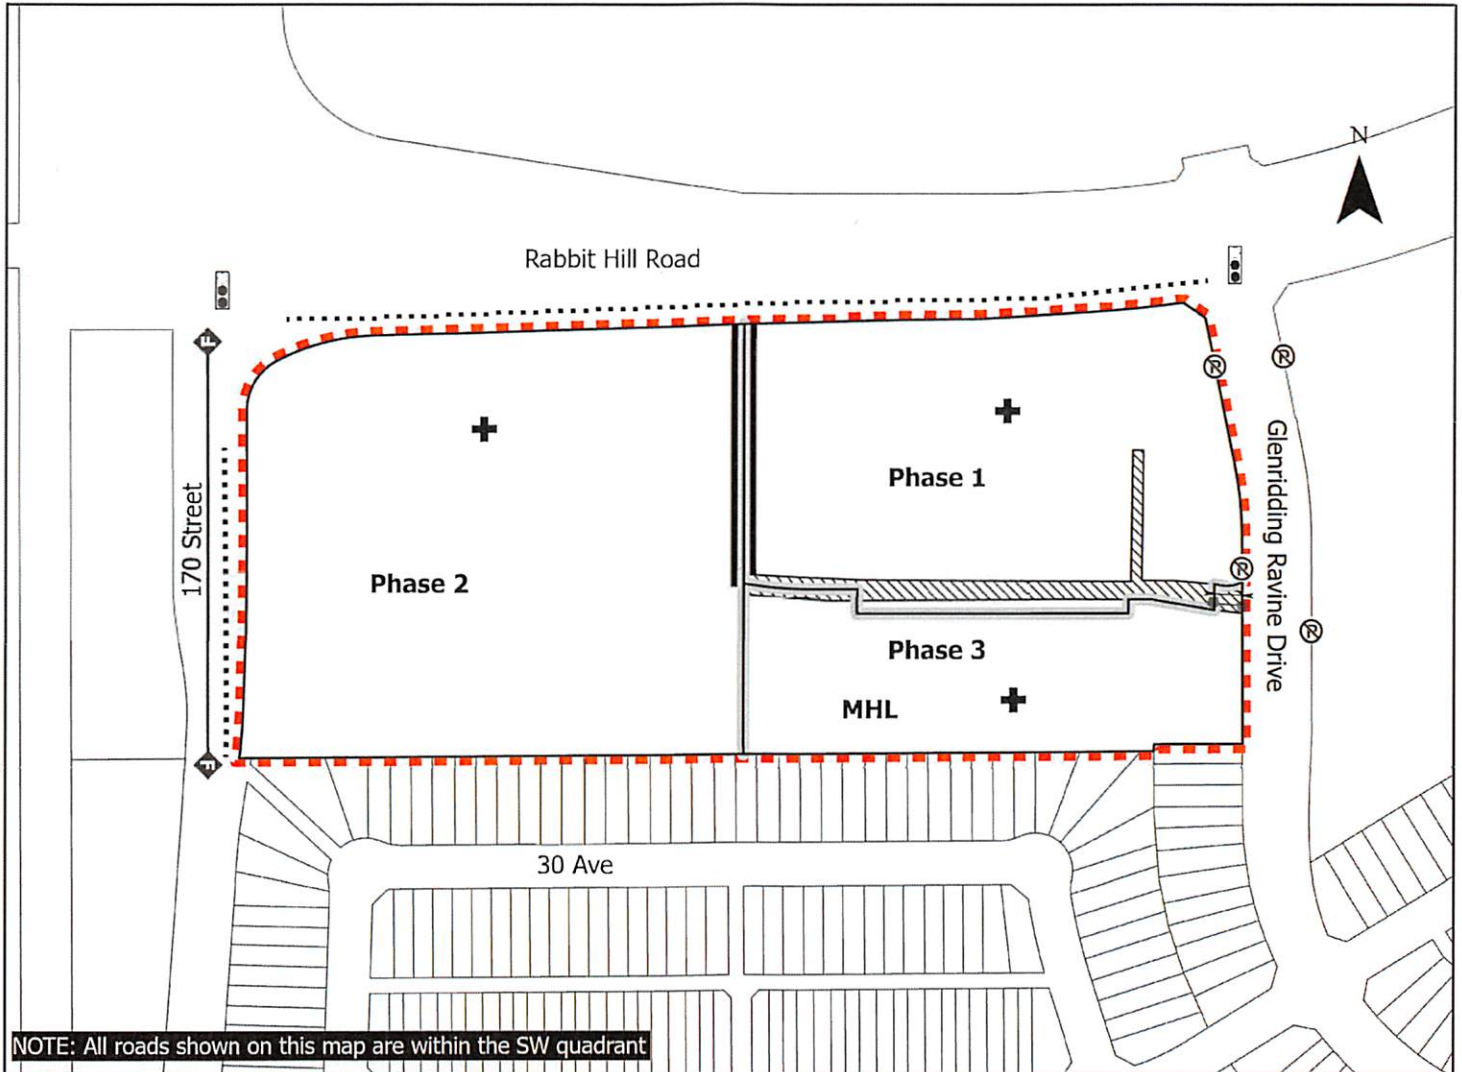 N
Rabbit Hill Road
F
R
R
Phase 1
Glenridding Ravine Drive
170 Street
Phase 2
R
Phase 3
R
MHL
F
30 Ave
NOTE: All roads shown on this map are within the SW quadrant